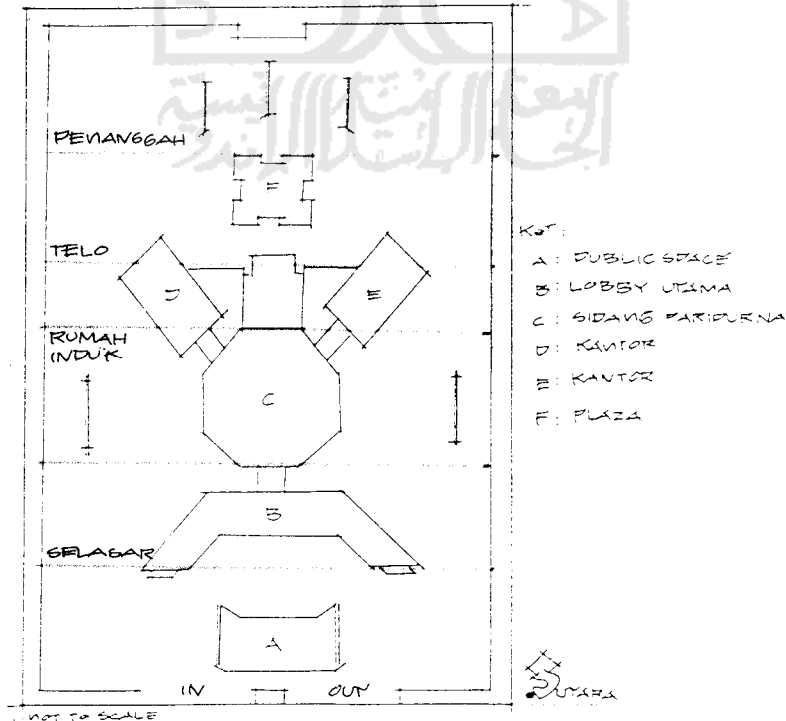 PENANGGAH
F
TELO
D
E
RUMAH
INDUK
C
B
SELASAR
A
IN
OUT
NOT TO SCALE
Ket :
A : PUBLIC SPACE
B : LOBBY UTAMA
C : SIDANG PARIPURNA
D : KANTOR
E : KANTOR
F : PLAZA
UTARA